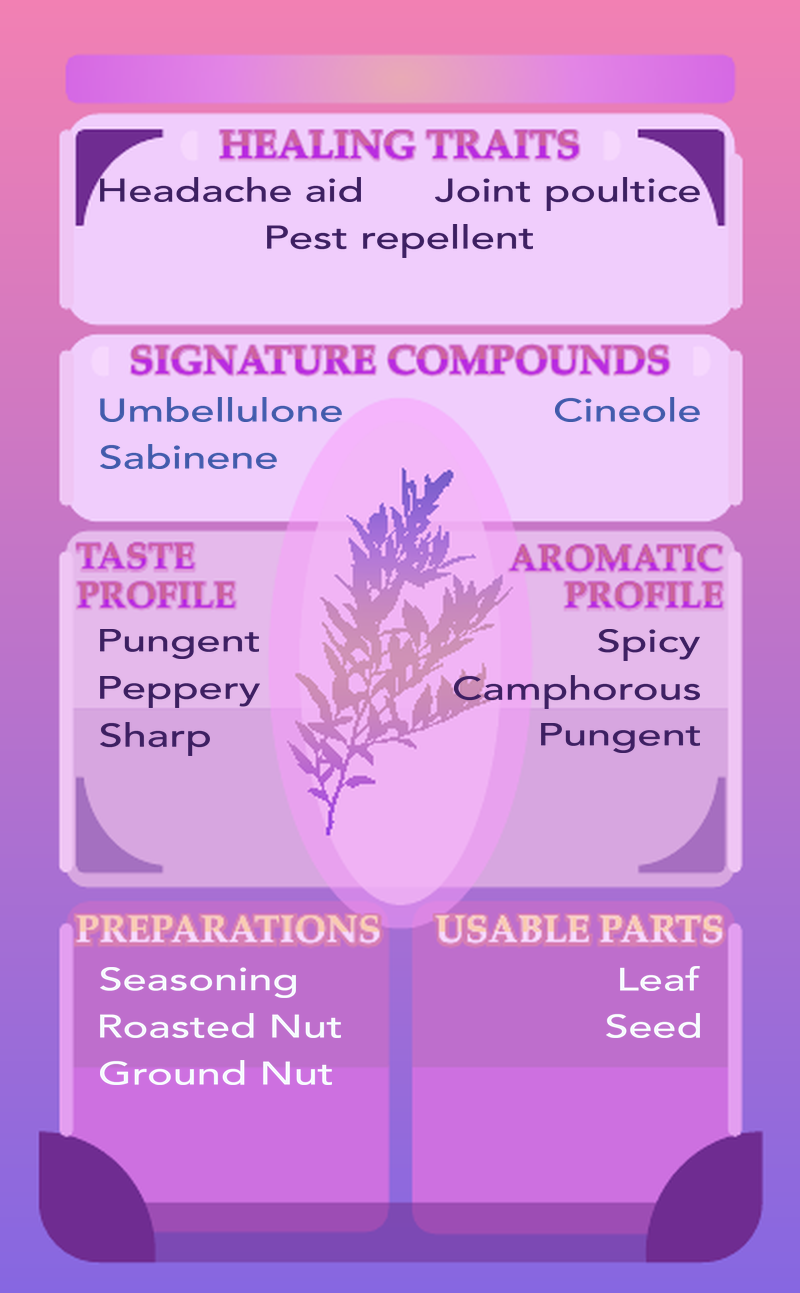 HEALING TRAITS
Headache aid Joint poultice
Pest repellent
SIGNATURE COMPOUNDS
Umbellulone Cineole
Sabinene
TASTE
PROFILE
Pungent
Peppery
Sharp
AROMATIC
PROFILE
Spicy
Camphorous
Pungent
PREPARATIONS
Seasoning
Roasted Nut
Ground Nut
USABLE PARTS
Leaf
Seed